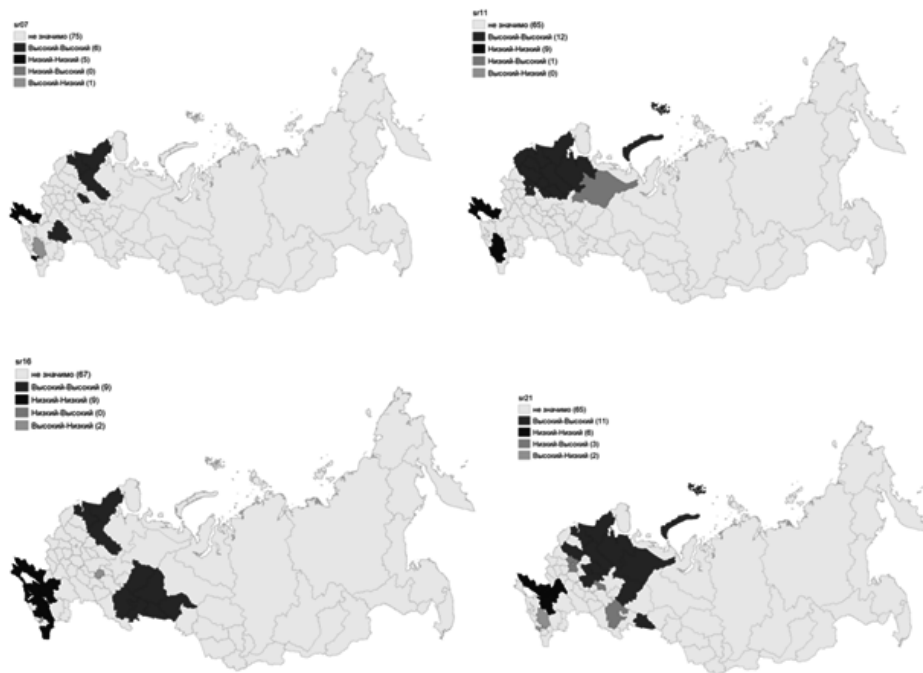 sr07
не значимо (75)
Высокий-Высокий (6)
Низкий-Низкий (5)
Низкий-Высокий (0)
Высокий-Низкий (1)
sr11
не значимо (65)
Высокий-Высокий (12)
Низкий-Низкий (9)
Низкий-Высокий (1)
Высокий-Низкий (0)
sr16
не значимо (67)
Высокий-Высокий (9)
Низкий-Низкий (9)
Низкий-Высокий (0)
Высокий-Низкий (2)
sr21
не значимо (65)
Высокий-Высокий (11)
Низкий-Низкий (6)
Низкий-Высокий (3)
Высокий-Низкий (2)